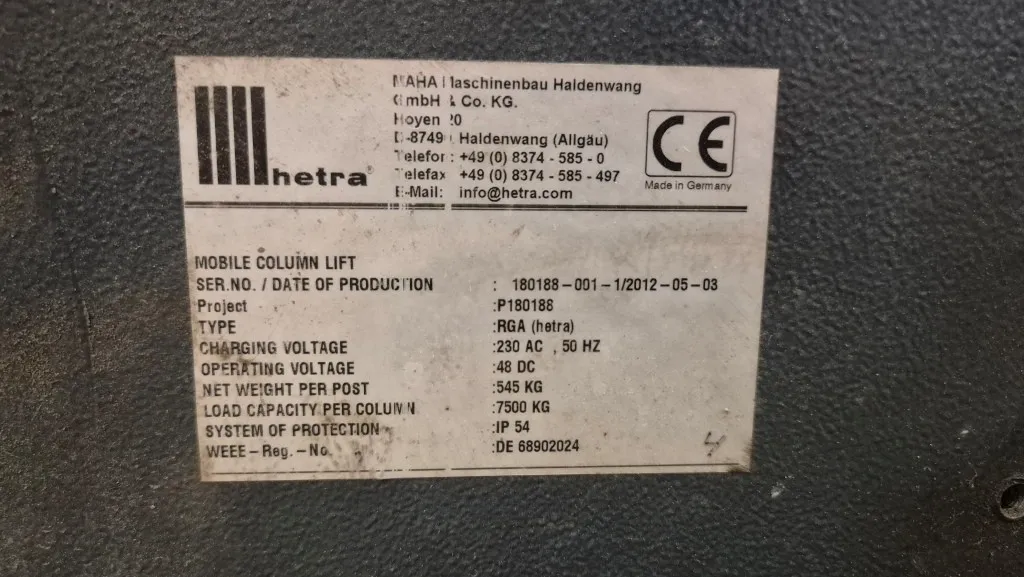 hetra®
MAHA Maschinenbau Haldenwang
GmbH & Co. KG.
Hoyen 20
D-87490 Haldenwang (Allgäu)
Telefon : +49 (0) 8374 - 585 - 0
Telefax +49 (0) 8374 - 585 - 497
E-Mail: info@hetra.com
CE
Made in Germany
MOBILE COLUMN LIFT
SER.NO. / DATE OF PRODUCTION : 180188-001-1/2012-05-03
Project :P180188
TYPE :RGA (hetra)
CHARGING VOLTAGE :230 AC , 50 HZ
OPERATING VOLTAGE :48 DC
NET WEIGHT PER POST :545 KG
LOAD CAPACITY PER COLUMN :7500 KG
SYSTEM OF PROTECTION :IP 54
WEEE-Reg.-No. :DE 68902024
4